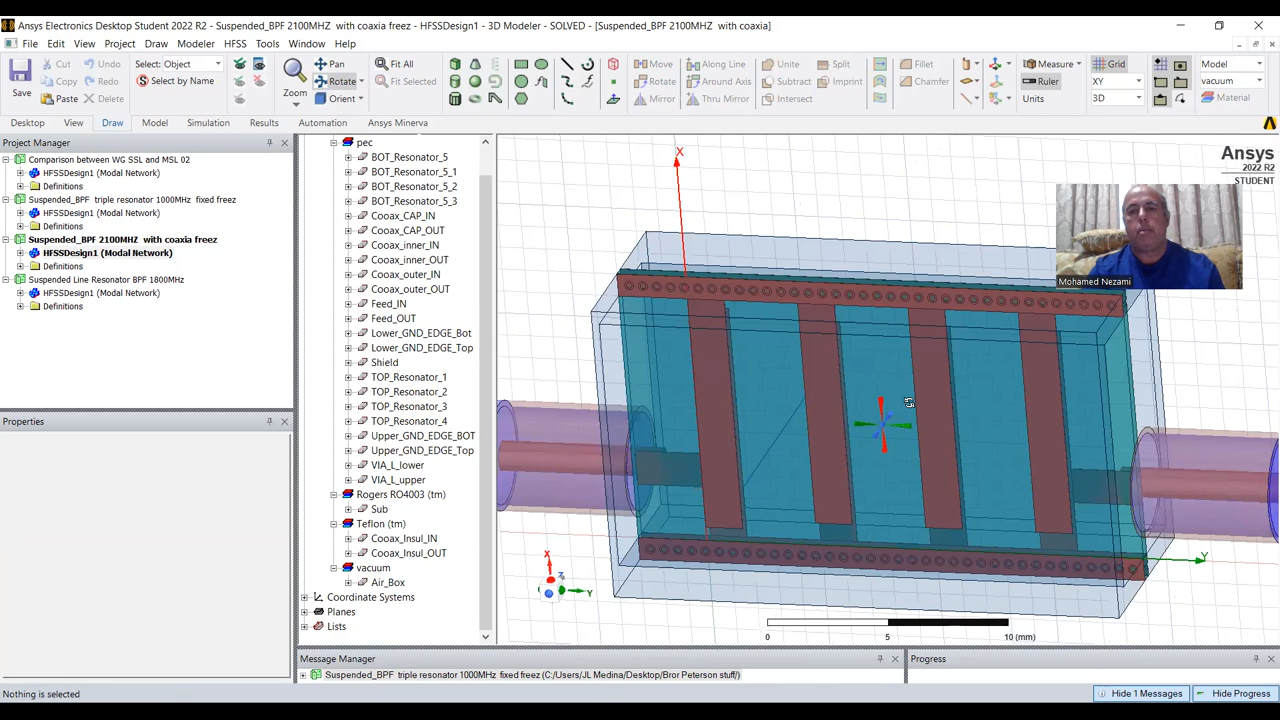 Ansys Electronics Desktop Student 2022 R2 - Suspended_BPF 2100MHZ  with coaxia freez - HFSSDesign1 - 3D Modeler - SOLVED - [Suspended_BPF 2100MHZ  with coaxia]
File Edit View Project Draw Modeler HFSS Tools Window Help
Save
Cut Undo
Copy Redo
Paste Delete
Select: Object
Select by Name
Zoom
Pan
Rotate
Orient
Fit All
Fit Selected
Move Along Line
Rotate Around Axis
Mirror Thru Mirror
Unite Split
Subtract Imprint
Intersect
Fillet
Chamfer
Measure
Ruler
Units
Grid
XY
3D
Model
vacuum
Material
Desktop View Draw Model Simulation Results Automation Ansys Minerva
Project Manager
Comparison between WG SSL and MSL 02
HFSSDesign1 (Modal Network)
Definitions
Suspended_BPF  triple resonator 1000MHZ  fixed freez
HFSSDesign1 (Modal Network)
Definitions
Suspended_BPF 2100MHZ  with coaxia freez
HFSSDesign1 (Modal Network)
Definitions
Suspended Line Resonator BPF 1800MHZ
HFSSDesign1 (Modal Network)
Definitions
Properties
pec
BOT_Resonator_5
BOT_Resonator_5_1
BOT_Resonator_5_2
BOT_Resonator_5_3
Cooax_CAP_IN
Cooax_CAP_OUT
Cooax_inner_IN
Cooax_inner_OUT
Cooax_outer_IN
Cooax_outer_OUT
Feed_IN
Feed_OUT
Lower_GND_EDGE_Bot
Lower_GND_EDGE_Top
Shield
TOP_Resonator_1
TOP_Resonator_2
TOP_Resonator_3
TOP_Resonator_4
Upper_GND_EDGE_BOT
Upper_GND_EDGE_Top
VIA_L_lower
VIA_L_upper
Rogers RO4003 (tm)
Sub
Teflon (tm)
Cooax_Insul_IN
Cooax_Insul_OUT
vacuum
Air_Box
Coordinate Systems
Planes
Lists
X
Ansys
2022 R2
STUDENT
Mohamed Nezami
Y
X
Z
Y
0 5 10 (mm)
Message Manager
Suspended_BPF  triple resonator 1000MHZ  fixed freez (C:/Users/JL Medina/Desktop/Bror Peterson stuff/)
Progress
Nothing is selected
Hide 1 Messages
Hide Progress